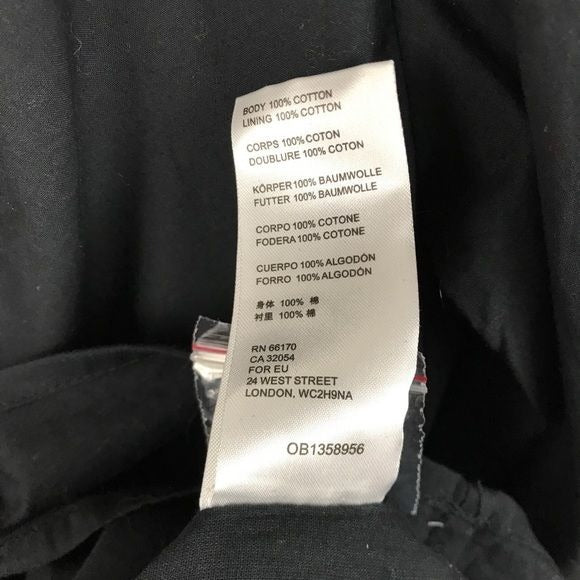 BODY 100% COTTON
LINING 100% COTTON
CORPS 100% COTON
DOUBLURE 100% COTON
KÖRPER 100% BAUMWOLLE
FUTTER 100% BAUMWOLLE
CORPO 100% COTONE
FODERA 100% COTONE
CUERPO 100% ALGODÓN
FORRO 100% ALGODÓN
身体 100% 棉
衬里 100% 棉
RN 66170
CA 32054
FOR EU
24 WEST STREET
LONDON, WC2H9NA
OB1358956